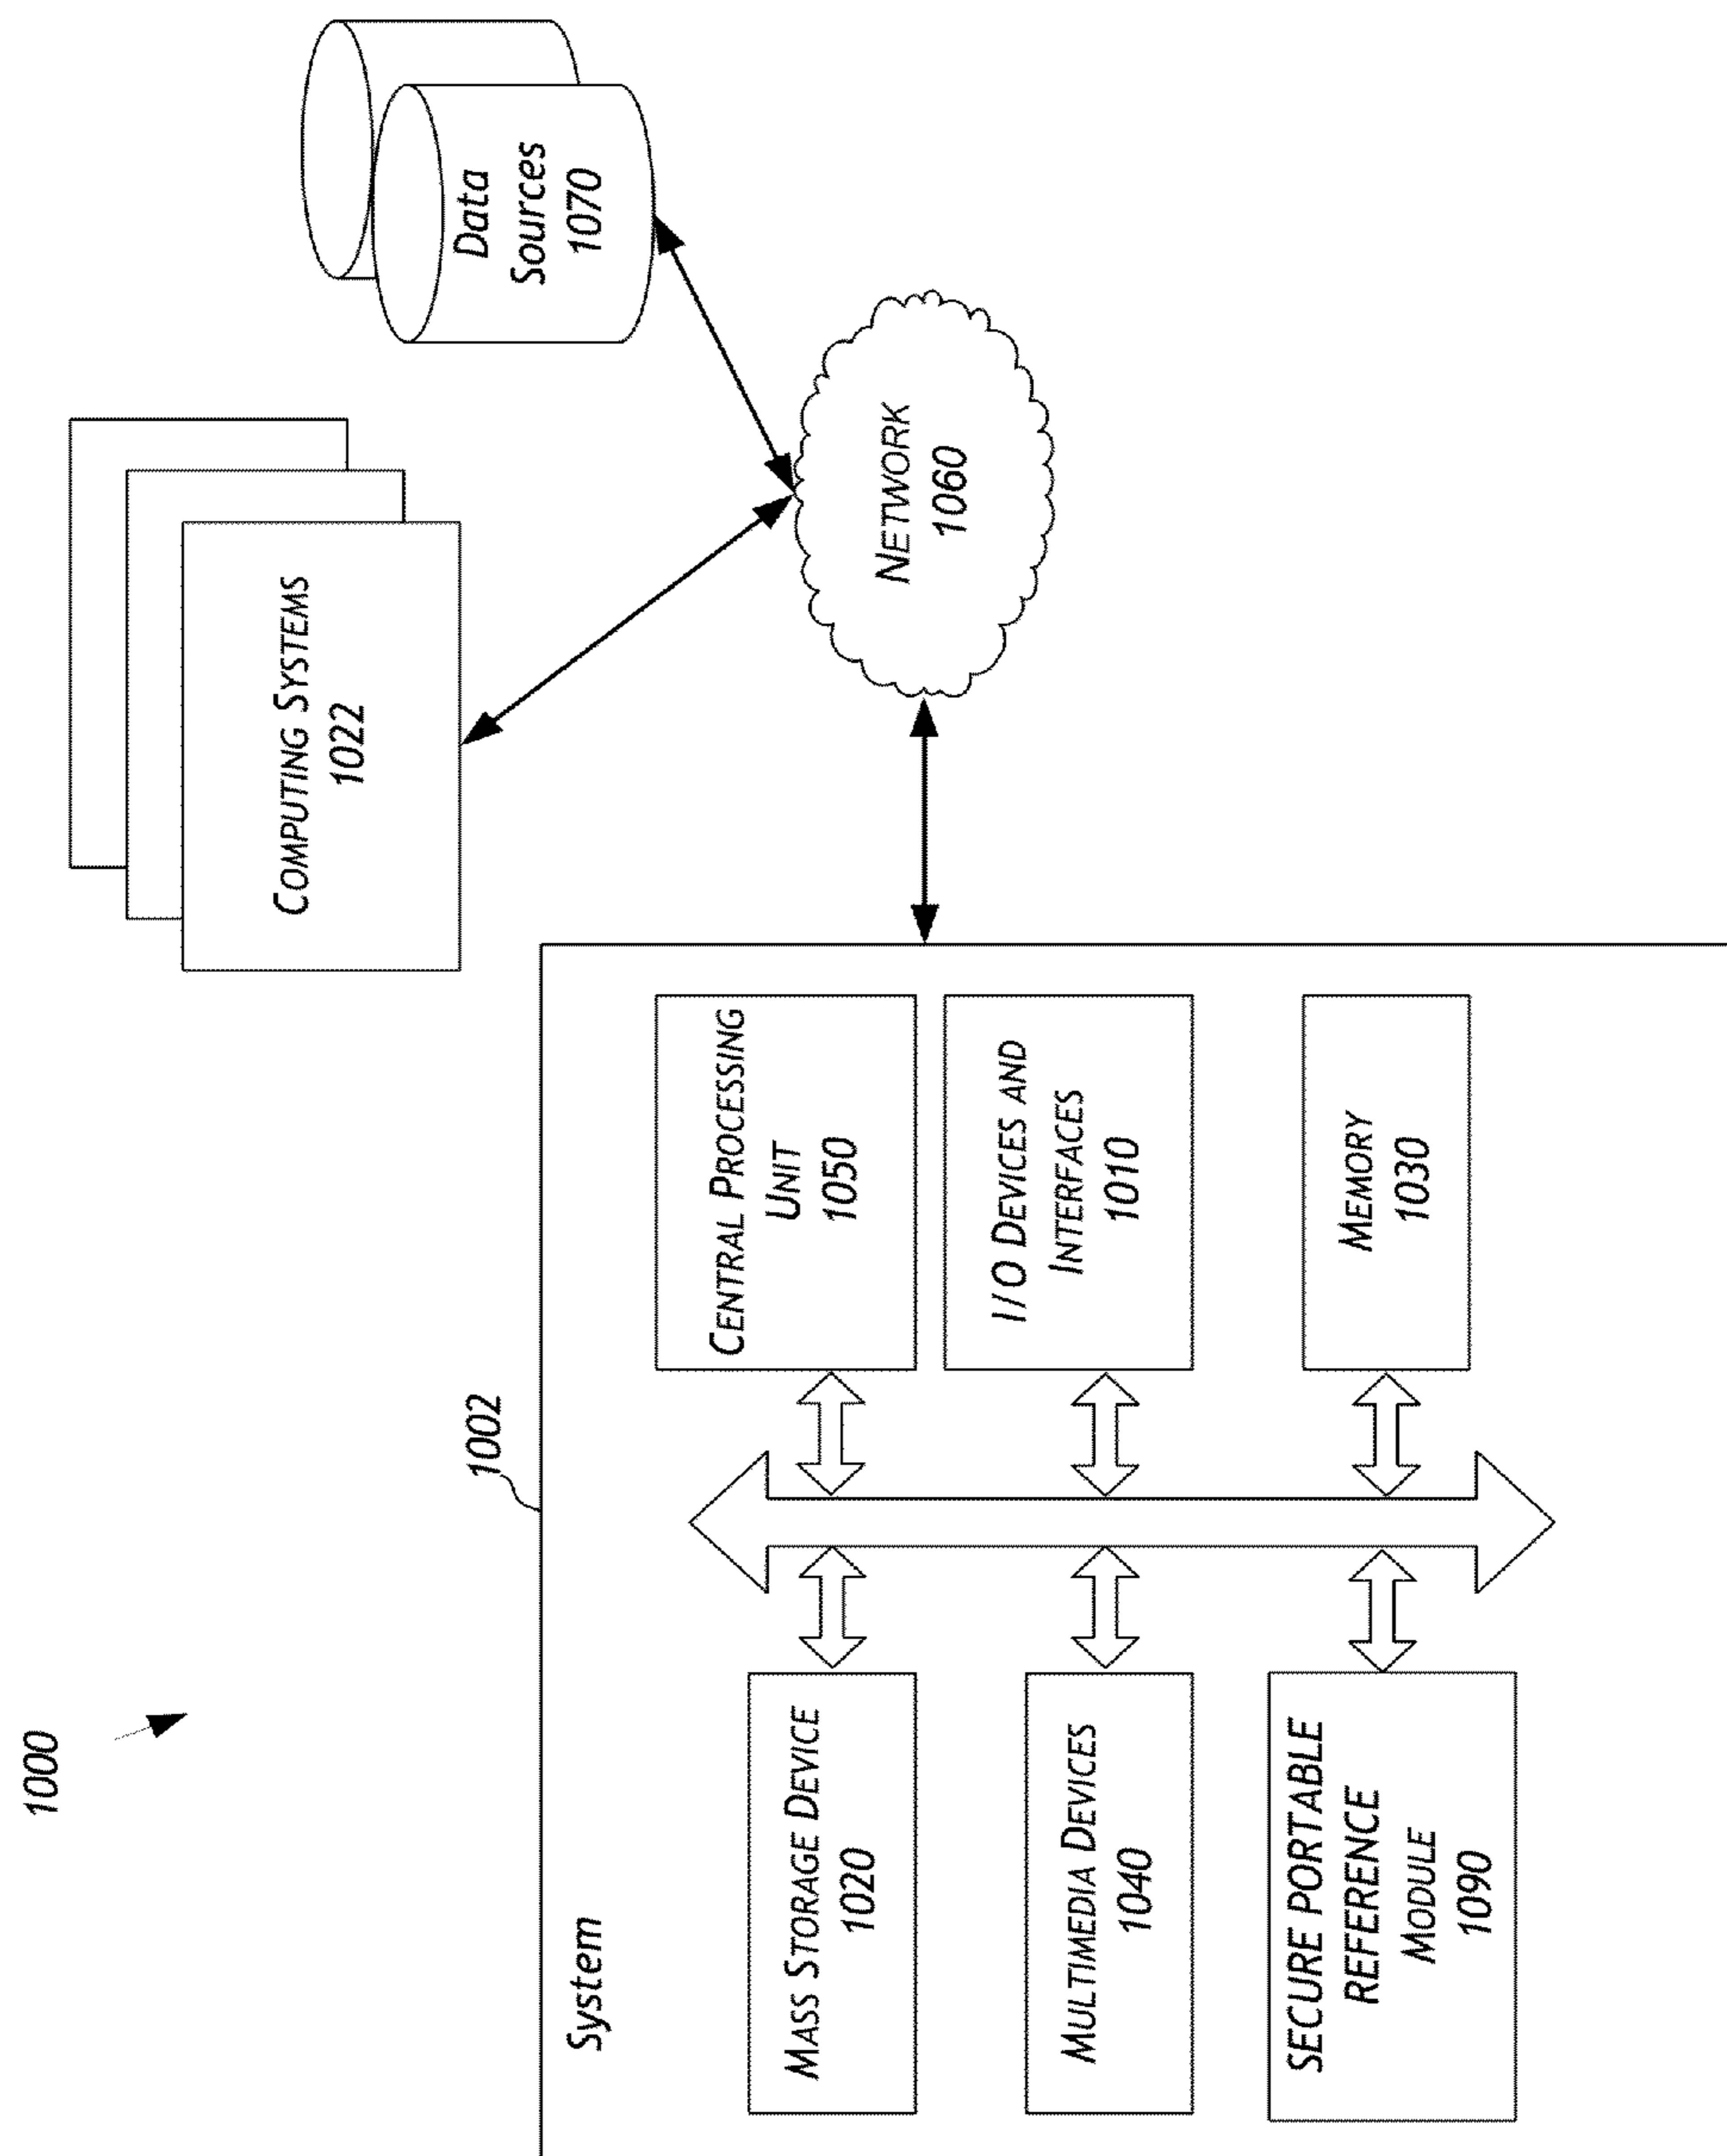 1000
1002
System
MASS STORAGE DEVICE
1020
MULTIMEDIA DEVICES
1040
SECURE PORTABLE
REFERENCE
MODULE
1090
CENTRAL PROCESSING
UNIT
1050
I/O DEVICES AND
INTERFACES
1010
MEMORY
1030
COMPUTING SYSTEMS
1022
Data
Sources
1070
NETWORK
1060